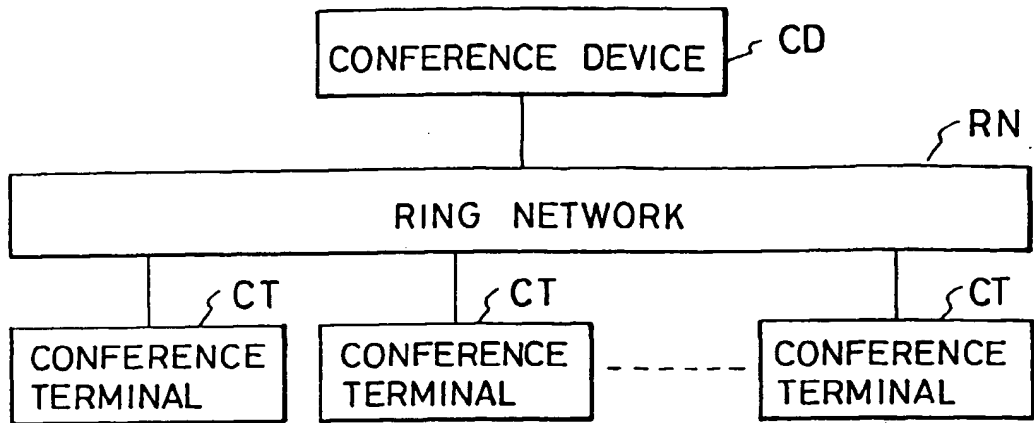 CONFERENCE DEVICE
CD
RN
RING NETWORK
CT
CT
CT
CONFERENCE
TERMINAL
CONFERENCE
TERMINAL
CONFERENCE
TERMINAL